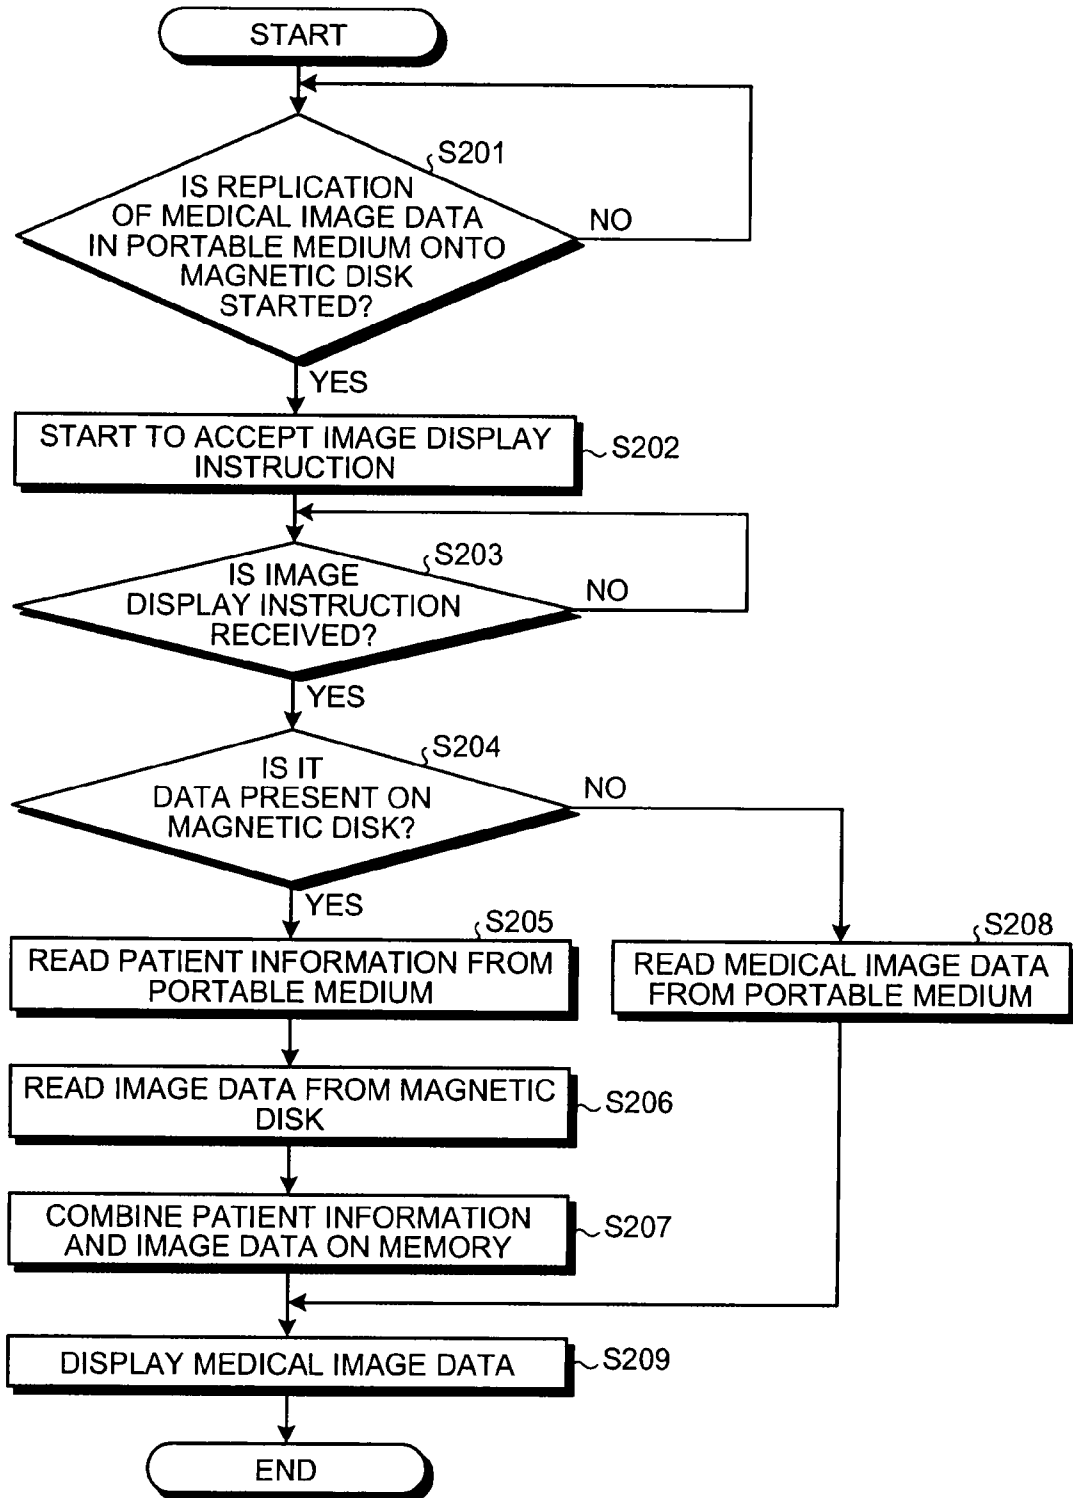 START
S201
IS REPLICATION
OF MEDICAL IMAGE DATA
IN PORTABLE MEDIUM ONTO
MAGNETIC DISK
STARTED?
NO
YES
START TO ACCEPT IMAGE DISPLAY
INSTRUCTION
S202
S203
IS IMAGE
DISPLAY INSTRUCTION
RECEIVED?
NO
YES
S204
IS IT
DATA PRESENT ON
MAGNETIC DISK?
NO
YES
S205
READ PATIENT INFORMATION FROM
PORTABLE MEDIUM
S208
READ MEDICAL IMAGE DATA
FROM PORTABLE MEDIUM
READ IMAGE DATA FROM MAGNETIC
DISK
S206
COMBINE PATIENT INFORMATION
AND IMAGE DATA ON MEMORY
S207
DISPLAY MEDICAL IMAGE DATA
S209
END